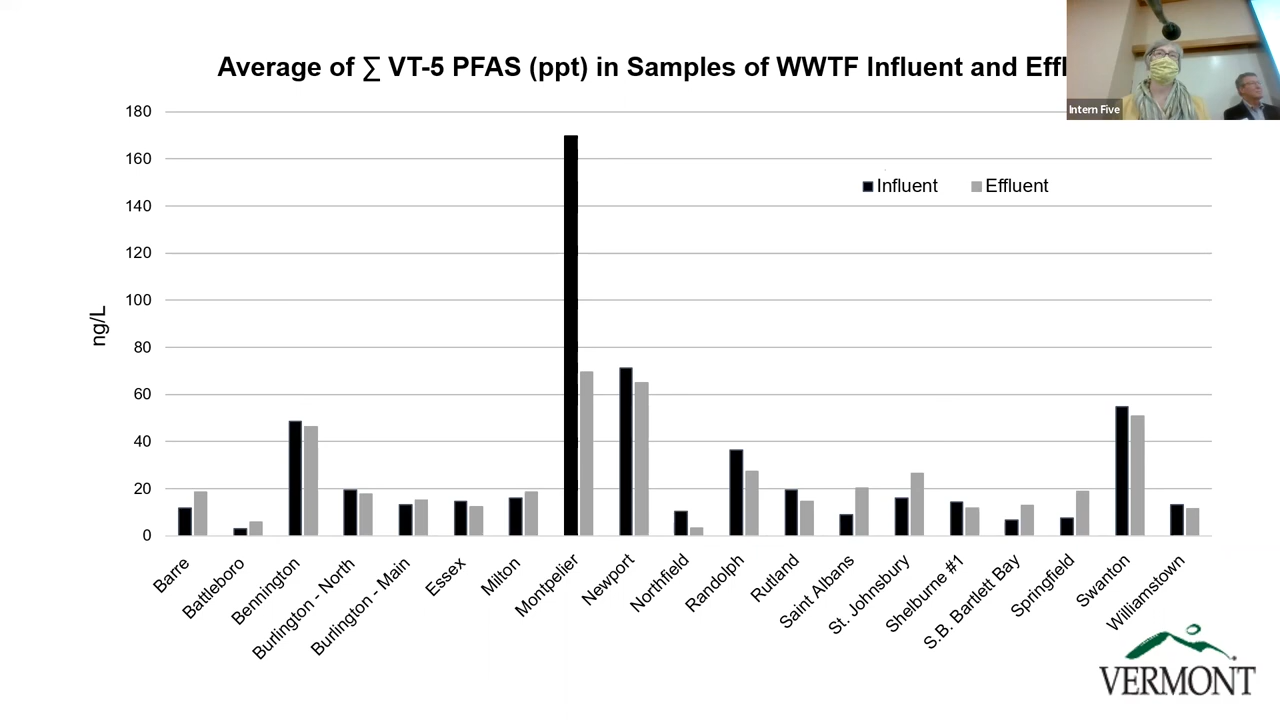 Average of ∑ VT-5 PFAS (ppt) in Samples of WWTF Influent and
Intern Five
180
160
140
120
100
80
60
40
20
0
ng/L
Influent
Effluent
Barre
Battleboro
Bennington
Burlington - North
Burlington - Main
Essex
Milton
Montpelier
Newport
Northfield
Randolph
Rutland
Saint Albans
St. Johnsbury
Shelburne #1
S.B. Bartlett Bay
Springfield
Swanton
Williamstown
VERMONT